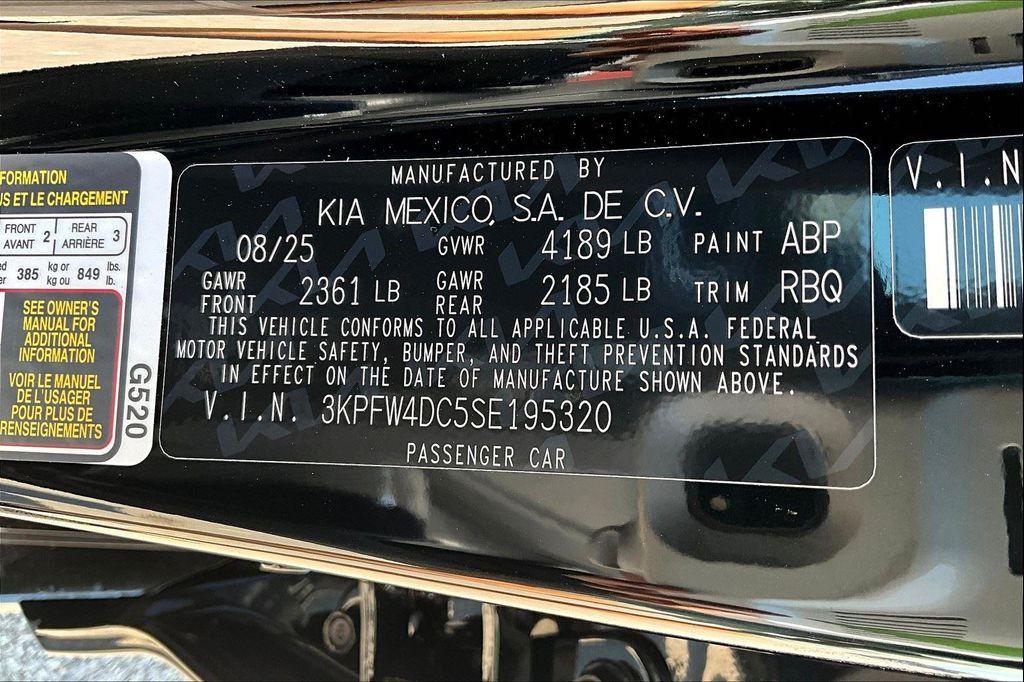 MANUFACTURED BY
KIA MEXICO, S.A. DE C.V.
08/25 GVWR 4189 LB PAINT ABP
GAWR FRONT 2361 LB GAWR REAR 2185 LB TRIM RBQ
THIS VEHICLE CONFORMS TO ALL APPLICABLE U.S.A. FEDERAL
MOTOR VEHICLE SAFETY, BUMPER, AND THEFT PREVENTION STANDARDS
IN EFFECT ON THE DATE OF MANUFACTURE SHOWN ABOVE.
V.I.N. 3KPFW4DC5SE195320
PASSENGER CAR
V.I.N
FORMATION
US ET LE CHARGEMENT
FRONT AVANT 2 REAR ARRIÈRE 3
385 kg or kg ou 849 lbs. lb.
SEE OWNER'S
MANUAL FOR
ADDITIONAL
INFORMATION
VOIR LE MANUEL
DE L'USAGER
POUR PLUS DE
RENSEIGNEMENTS
G520